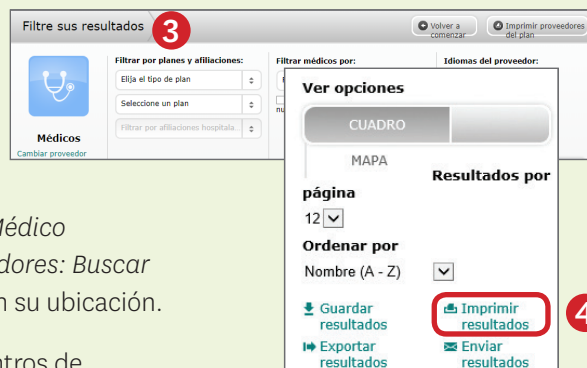 Filtre sus resultados
3
Volver a comenzar
Imprimir proveedores del plan
Médicos
Cambiar proveedor
Filtrar por planes y afiliaciones:
Elija el tipo de plan
Seleccione un plan
Filtrar por afiliaciones hospitala..
Filtrar médicos por:
Idiomas del proveedor:
Ver opciones
CUADRO
MAPA
Resultados por
página
12
Ordenar por
Nombre (A - Z)
Guardar
resultados
Imprimir
resultados
4
Exportar
resultados
Enviar
resultados
Médico
dores: Buscar
n su ubicación.
ntros de